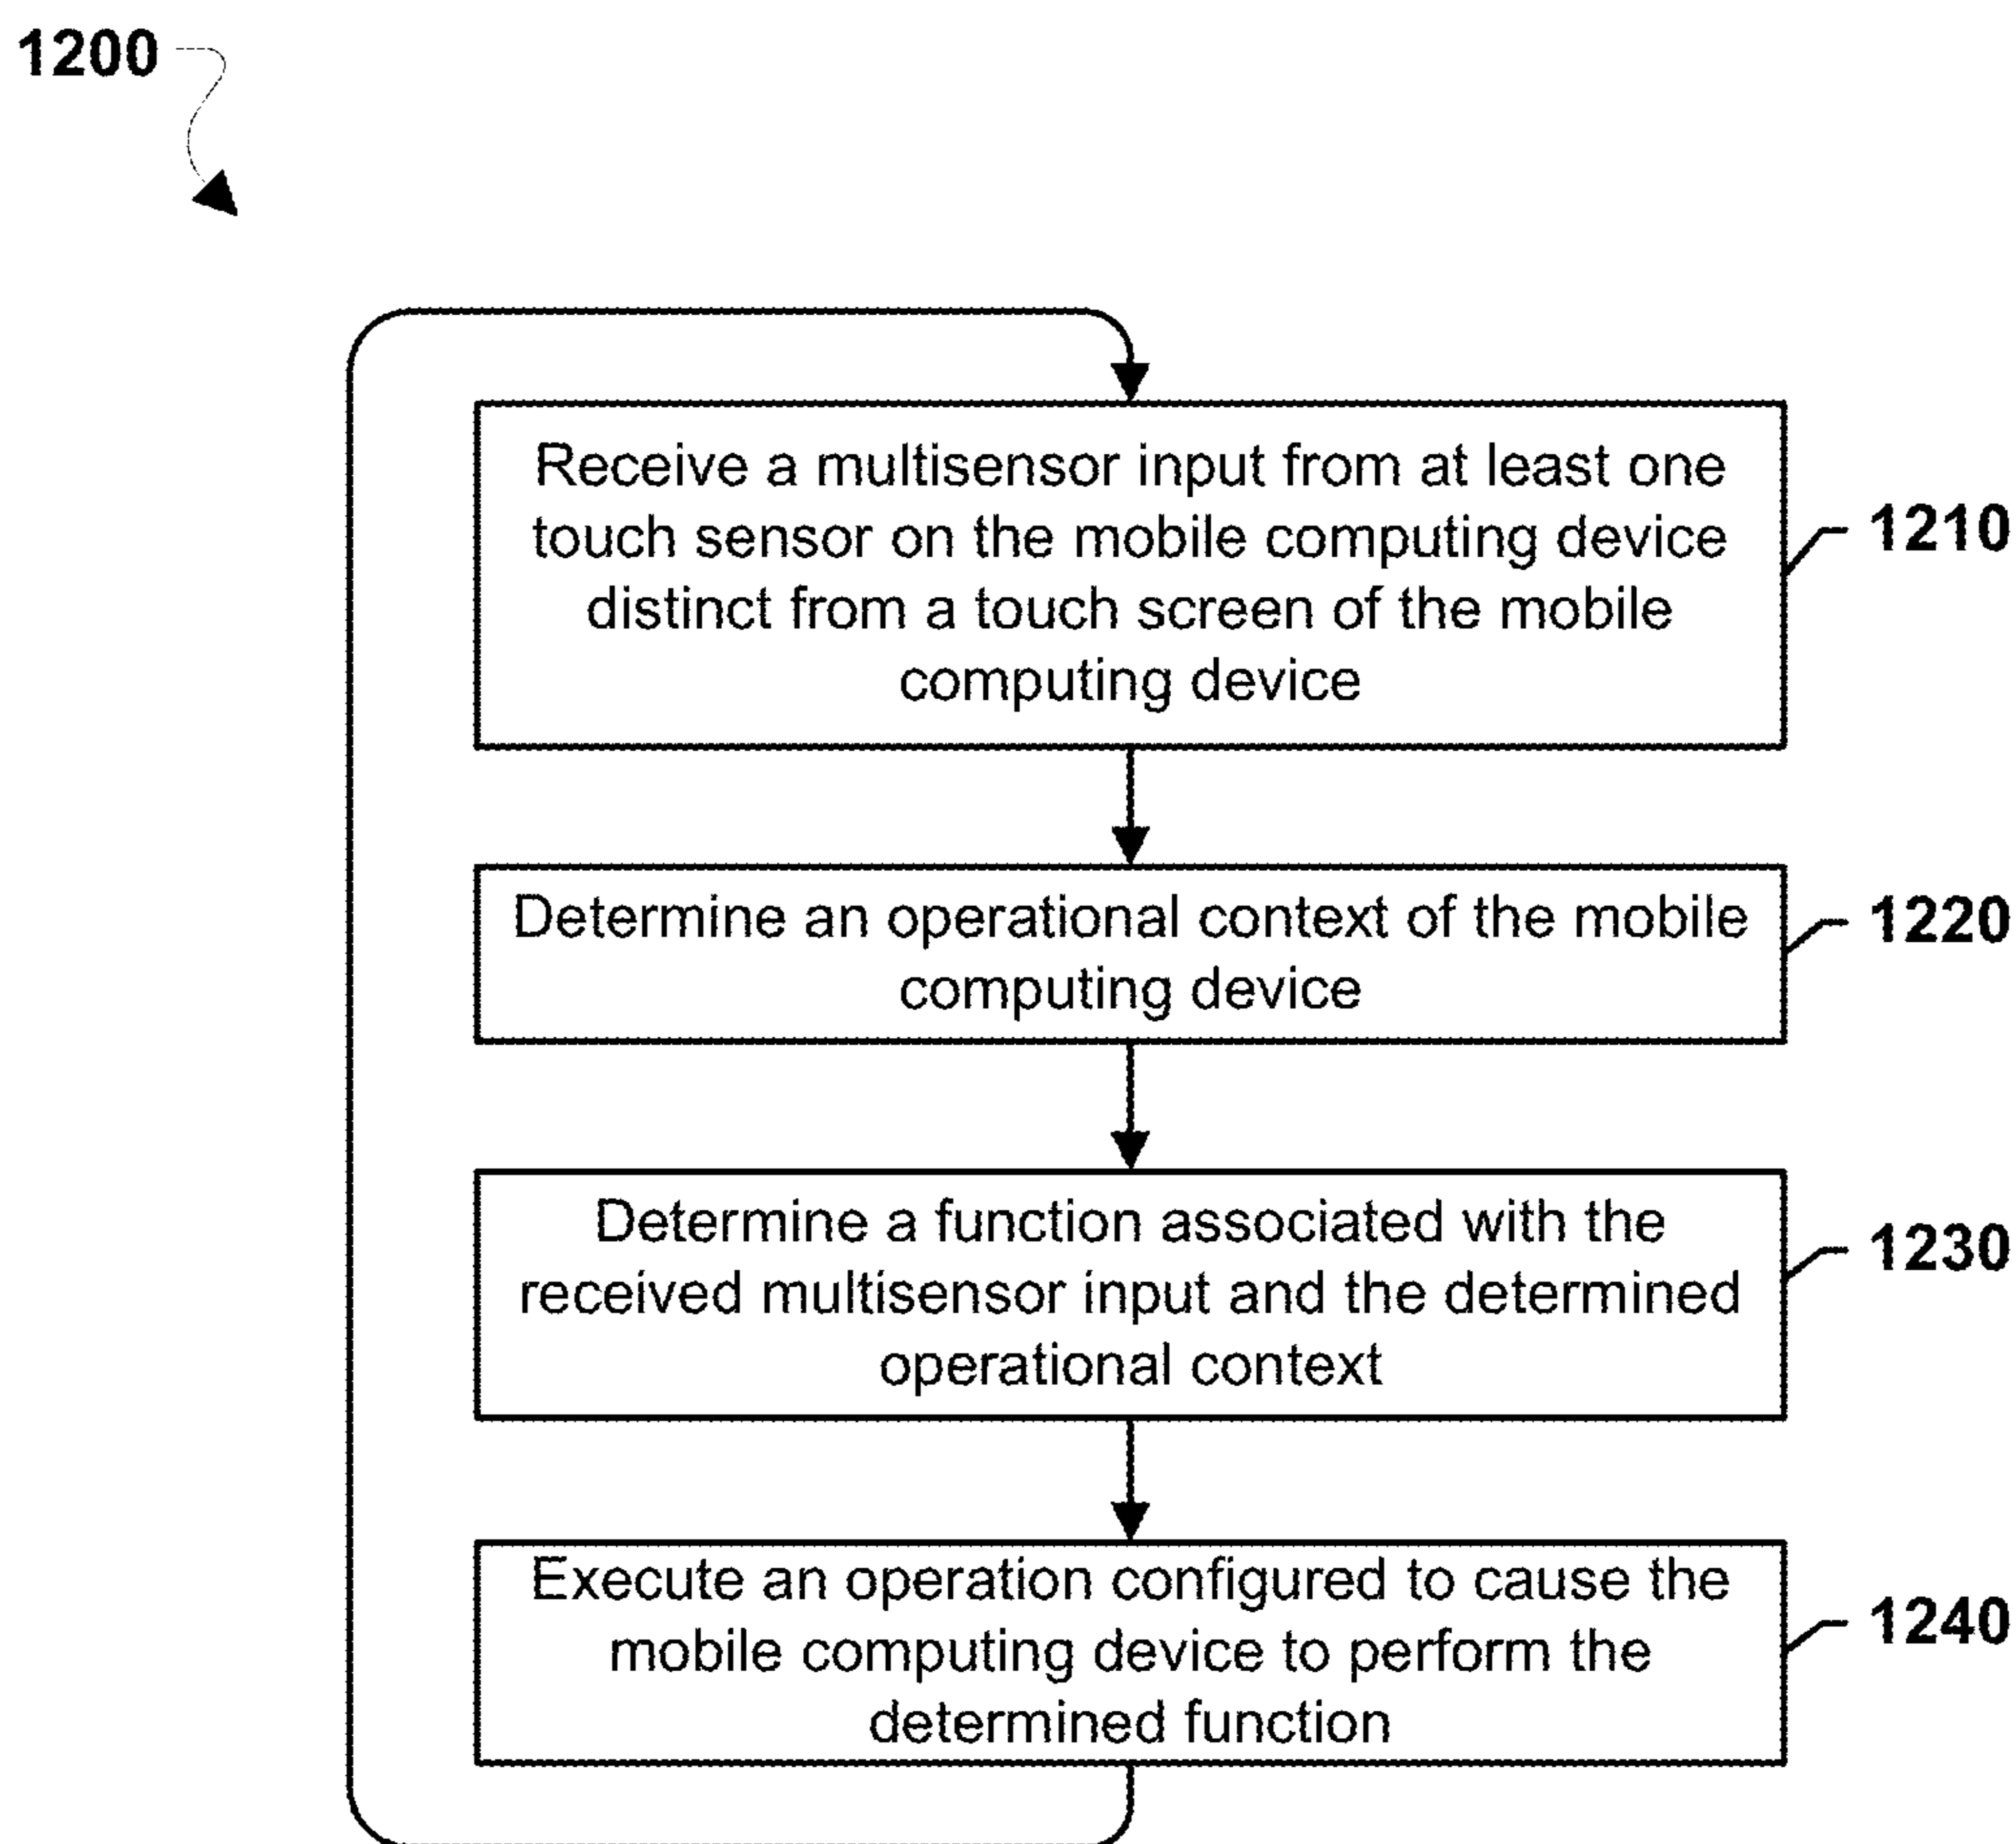 1200
Receive a multisensor input from at least one
touch sensor on the mobile computing device
distinct from a touch screen of the mobile
computing device
1210
Determine an operational context of the mobile
computing device
1220
Determine a function associated with the
received multisensor input and the determined
operational context
1230
Execute an operation configured to cause the
mobile computing device to perform the
determined function
1240